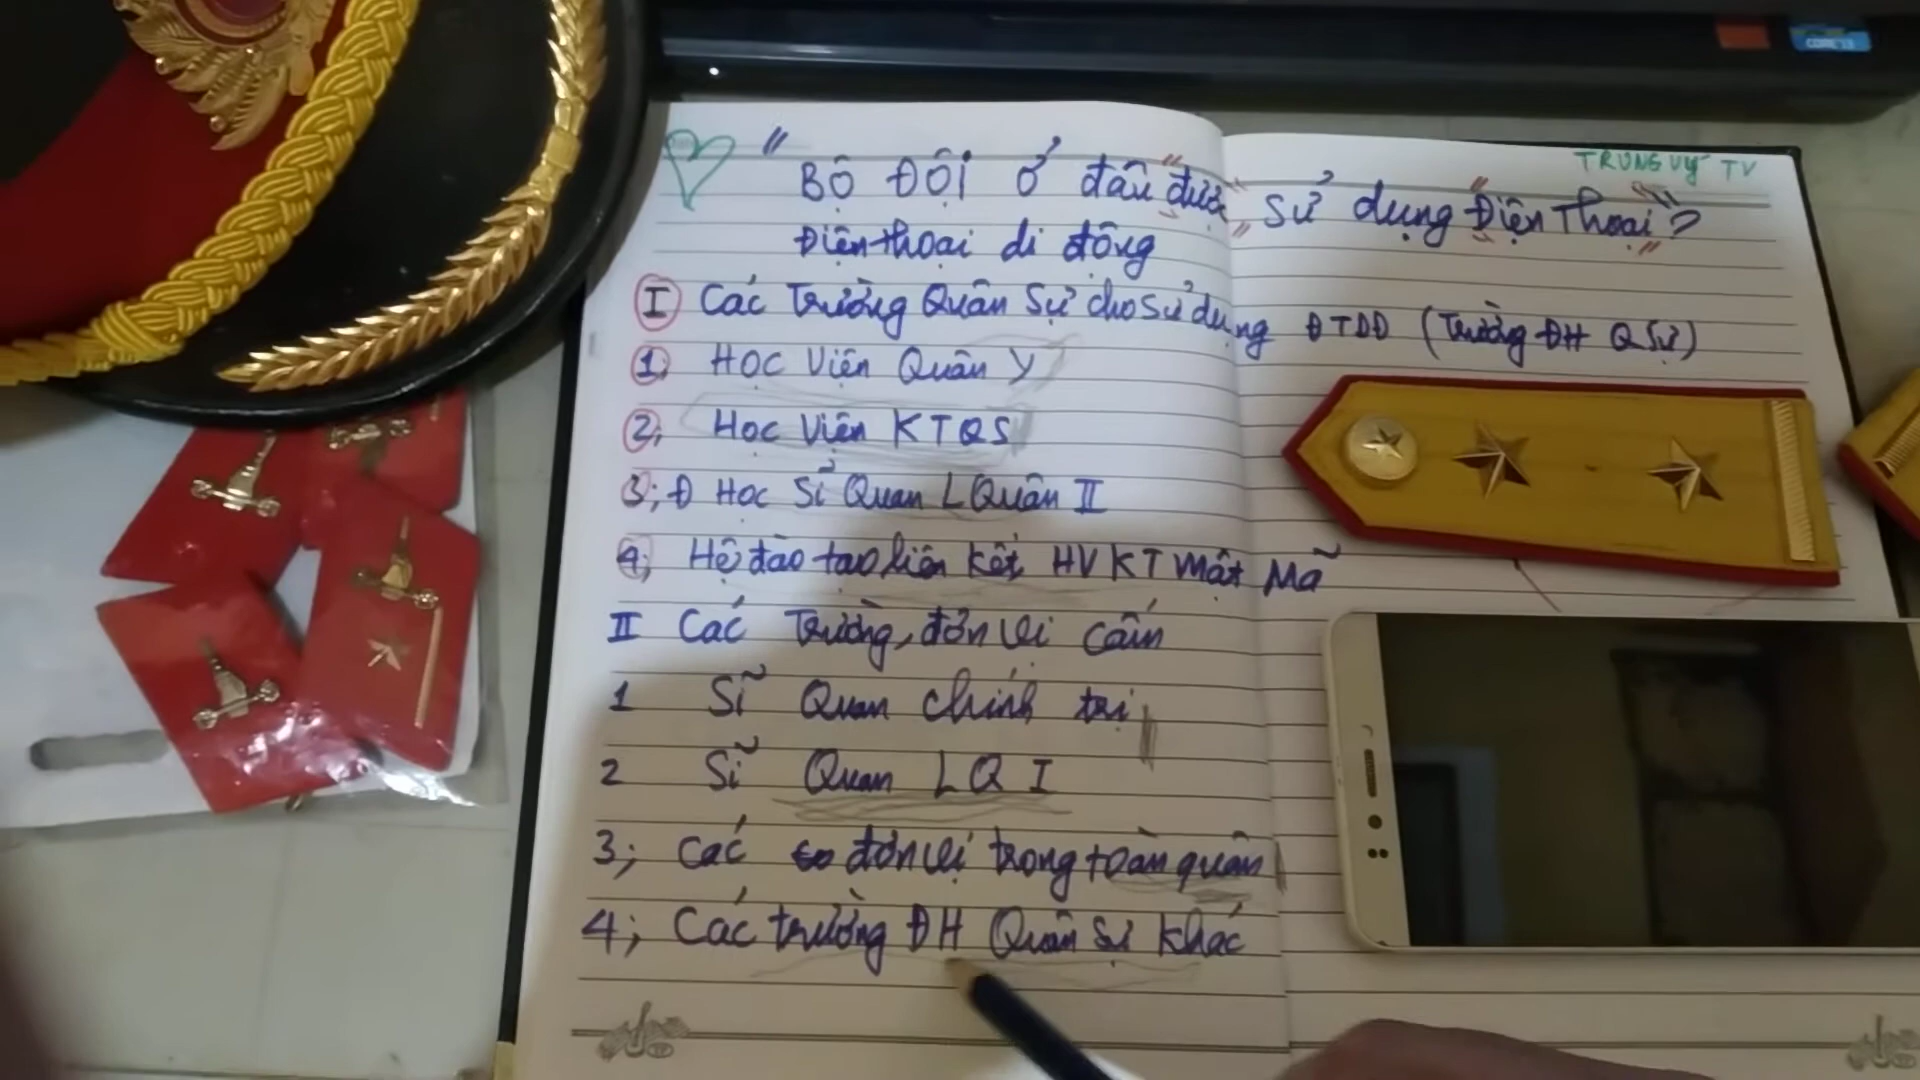 TRUNGVỸ TV
" BỘ ĐỘI Ở đâu "được" Sử dụng "Điện Thoại"?
Điện thoại di động
I Các Trường Quân Sự cho sử dụng ĐTDĐ (Trường ĐH Q Sự)
1; Học Viện Quân Y
2; Học Viện KTQS
3; Đ Học Sĩ Quan LQuân II
4; Hệ đào tạo liên kết HV KT Mật Mã
II Các Trường, đơn vị cấm
1 Sĩ Quan chính trị
2 Sĩ Quan LQ I
3; Các đơn vị trong toàn quân
4; Các trường ĐH Quân Sự khác